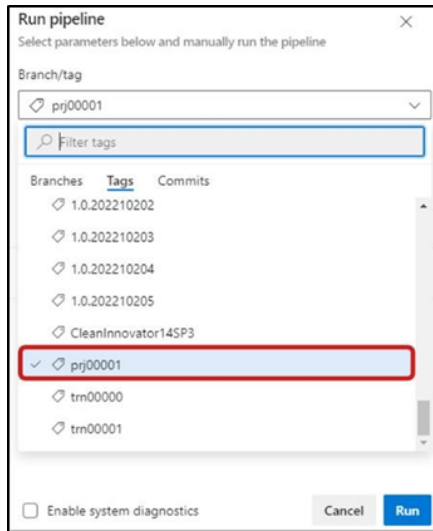 Run pipeline
Select parameters below and manually run the pipeline
Branch/tag
prj00001
Filter tags
Branches Tags Commits
1.0.202210202
1.0.202210203
1.0.202210204
1.0.202210205
CleanInnovator14SP3
prj00001
trn00000
trn00001
Enable system diagnostics Cancel Run